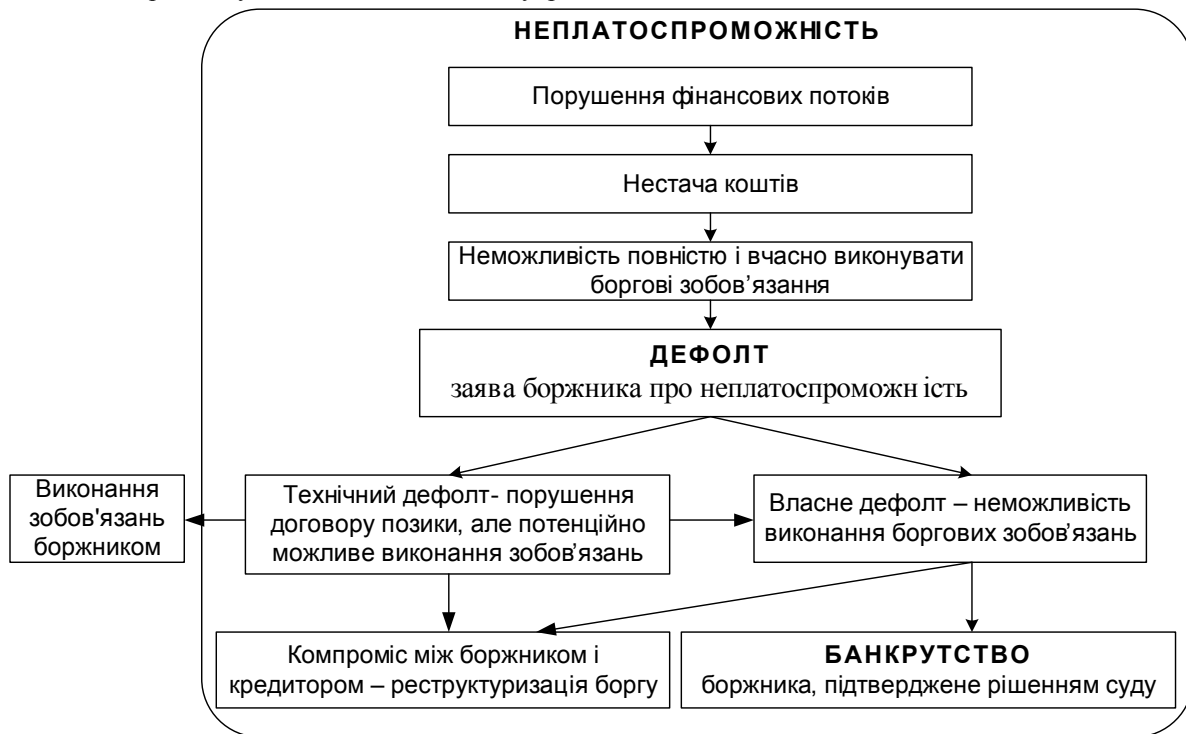 НЕПЛАТОСПРОМОЖНІСТЬ
Порушення фінансових потоків
Нестача коштів
Неможливість повністю і вчасно виконувати
боргові зобов’язання
ДЕФОЛТ
заява боржника про неплатоспроможність
Виконання
зобов'язань
боржником
Технічний дефолт- порушення
договору позики, але потенційно
можливе виконання зобов’язань
Власне дефолт – неможливість
виконання боргових зобов’язань
Компроміс між боржником і
кредитором – реструктуризація боргу
БАНКРУТСТВО
боржника, підтверджене рішенням суду